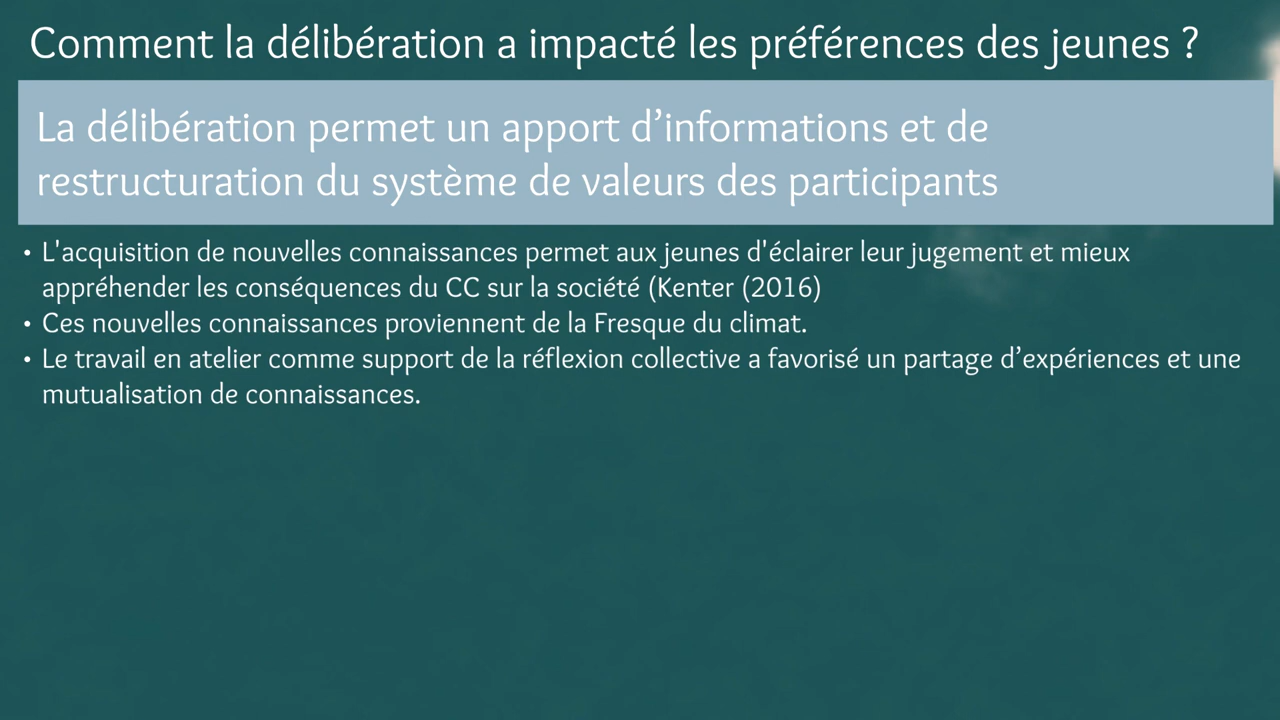 Comment la délibération a impacté les préférences des jeunes ?
La délibération permet un apport d’informations et de
restructuration du système de valeurs des participants
• L'acquisition de nouvelles connaissances permet aux jeunes d'éclairer leur jugement et mieux
appréhender les conséquences du CC sur la société (Kenter (2016)
• Ces nouvelles connaissances proviennent de la Fresque du climat.
• Le travail en atelier comme support de la réflexion collective a favorisé un partage d’expériences et une
mutualisation de connaissances.